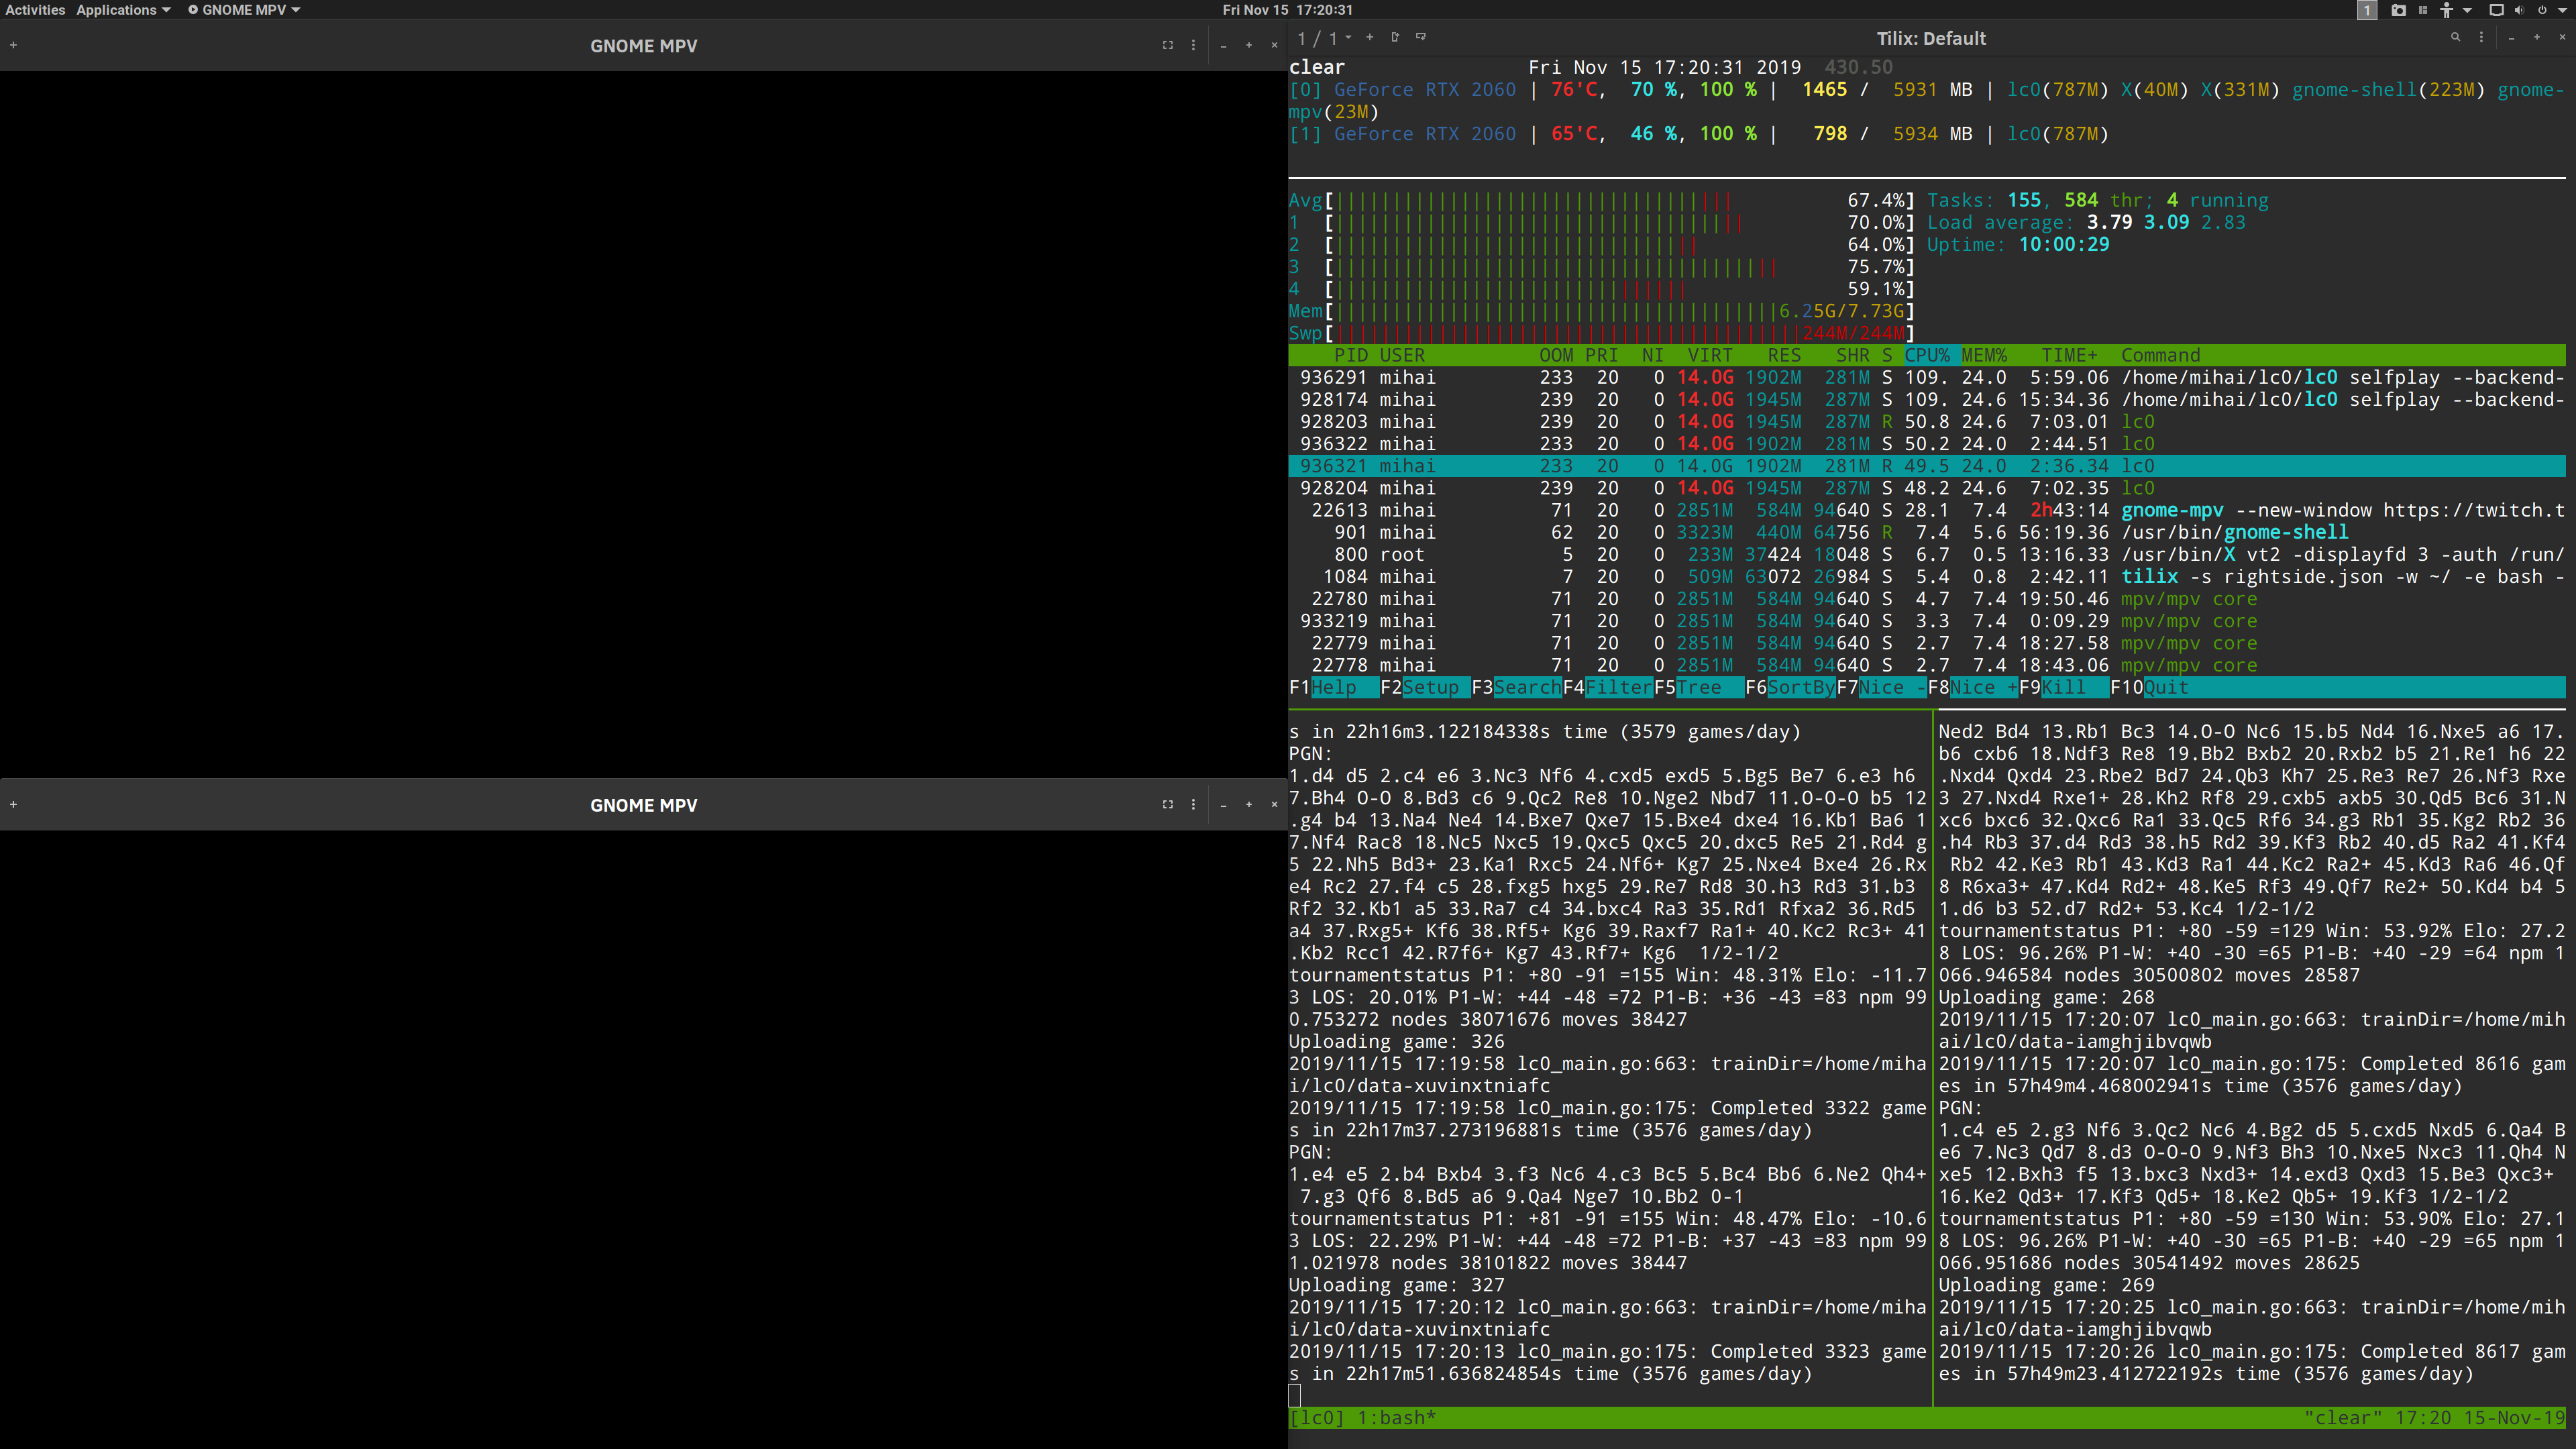 Activities Applications GNOME MPV Fri Nov 15 17:20:31 1
GNOME MPV
GNOME MPV
1 / 1 Tilix: Default
clear Fri Nov 15 17:20:31 2019 430.50
[0] GeForce RTX 2060 | 76'C, 70 %, 100 % | 1465 / 5931 MB | lc0(787M) X(40M) X(331M) gnome-shell(223M) gnome-
mpv(23M)
[1] GeForce RTX 2060 | 65'C, 46 %, 100 % | 798 / 5934 MB | lc0(787M)
Avg[ 67.4%] Tasks: 155, 584 thr; 4 running
1 [ 70.0%] Load average: 3.79 3.09 2.83
2 [ 64.0%] Uptime: 10:00:29
3 [ 75.7%]
4 [ 59.1%]
Mem[ 6.25G/7.73G]
Swp[ 244M/244M]
PID USER OOM PRI NI VIRT RES SHR S CPU% MEM% TIME+ Command
936291 mihai 233 20 0 14.0G 1902M 281M S 109. 24.0 5:59.06 /home/mihai/lc0/lc0 selfplay --backend-
928174 mihai 239 20 0 14.0G 1945M 287M S 109. 24.6 15:34.36 /home/mihai/lc0/lc0 selfplay --backend-
928203 mihai 239 20 0 14.0G 1945M 287M R 50.8 24.6 7:03.01 lc0
936322 mihai 233 20 0 14.0G 1902M 281M S 50.2 24.0 2:44.51 lc0
936321 mihai 233 20 0 14.0G 1902M 281M R 49.5 24.0 2:36.34 lc0
928204 mihai 239 20 0 14.0G 1945M 287M S 48.2 24.6 7:02.35 lc0
22613 mihai 71 20 0 2851M 584M 94640 S 28.1 7.4 2h43:14 gnome-mpv --new-window https://twitch.t
901 mihai 62 20 0 3323M 440M 64756 R 7.4 5.6 56:19.36 /usr/bin/gnome-shell
800 root 5 20 0 233M 37424 18048 S 6.7 0.5 13:16.33 /usr/bin/X vt2 -displayfd 3 -auth /run/
1084 mihai 7 20 0 509M 63072 26984 S 5.4 0.8 2:42.11 tilix -s rightside.json -w ~/ -e bash -
22780 mihai 71 20 0 2851M 584M 94640 S 4.7 7.4 19:50.46 mpv/mpv core
933219 mihai 71 20 0 2851M 584M 94640 S 3.3 7.4 0:09.29 mpv/mpv core
22779 mihai 71 20 0 2851M 584M 94640 S 2.7 7.4 18:27.58 mpv/mpv core
22778 mihai 71 20 0 2851M 584M 94640 S 2.7 7.4 18:43.06 mpv/mpv core
F1Help F2Setup F3SearchF4FilterF5Tree F6SortByF7Nice -F8Nice +F9Kill F10Quit
s in 22h16m3.122184338s time (3579 games/day)
PGN:
1.d4 d5 2.c4 e6 3.Nc3 Nf6 4.cxd5 exd5 5.Bg5 Be7 6.e3 h6
7.Bh4 O-O 8.Bd3 c6 9.Qc2 Re8 10.Nge2 Nbd7 11.O-O-O b5 12
.g4 b4 13.Na4 Ne4 14.Bxe7 Qxe7 15.Bxe4 dxe4 16.Kb1 Ba6 1
7.Nf4 Rac8 18.Nc5 Nxc5 19.Qxc5 Qxc5 20.dxc5 Re5 21.Rd4 g
5 22.Nh5 Bd3+ 23.Ka1 Rxc5 24.Nf6+ Kg7 25.Nxe4 Bxe4 26.Rx
e4 Rc2 27.f4 c5 28.fxg5 hxg5 29.Re7 Rd8 30.h3 Rd3 31.b3
Rf2 32.Kb1 a5 33.Ra7 c4 34.bxc4 Ra3 35.Rd1 Rfxa2 36.Rd5
a4 37.Rxg5+ Kf6 38.Rf5+ Kg6 39.Raxf7 Ra1+ 40.Kc2 Rc3+ 41
.Kb2 Rcc1 42.R7f6+ Kg7 43.Rf7+ Kg6 1/2-1/2
tournamentstatus P1: +80 -91 =155 Win: 48.31% Elo: -11.7
3 LOS: 20.01% P1-W: +44 -48 =72 P1-B: +36 -43 =83 npm 99
0.753272 nodes 38071676 moves 38427
Uploading game: 326
2019/11/15 17:19:58 lc0_main.go:663: trainDir=/home/miha
i/lc0/data-xuvinxtniafc
2019/11/15 17:19:58 lc0_main.go:175: Completed 3322 game
s in 22h17m37.273196881s time (3576 games/day)
PGN:
1.e4 e5 2.b4 Bxb4 3.f3 Nc6 4.c3 Bc5 5.Bc4 Bb6 6.Ne2 Qh4+
7.g3 Qf6 8.Bd5 a6 9.Qa4 Nge7 10.Bb2 0-1
tournamentstatus P1: +81 -91 =155 Win: 48.47% Elo: -10.6
3 LOS: 22.29% P1-W: +44 -48 =72 P1-B: +37 -43 =83 npm 99
1.021978 nodes 38101822 moves 38447
Uploading game: 327
2019/11/15 17:20:12 lc0_main.go:663: trainDir=/home/miha
i/lc0/data-xuvinxtniafc
2019/11/15 17:20:13 lc0_main.go:175: Completed 3323 game
s in 22h17m51.636824854s time (3576 games/day)
Ned2 Bd4 13.Rb1 Bc3 14.O-O Nc6 15.b5 Nd4 16.Nxe5 a6 17.
b6 cxb6 18.Ndf3 Re8 19.Bb2 Bxb2 20.Rxb2 b5 21.Re1 h6 22
.Nxd4 Qxd4 23.Rbe2 Bd7 24.Qb3 Kh7 25.Re3 Re7 26.Nf3 Rxe
3 27.Nxd4 Rxe1+ 28.Kh2 Rf8 29.cxb5 axb5 30.Qd5 Bc6 31.N
xc6 bxc6 32.Qxc6 Ra1 33.Qc5 Rf6 34.g3 Rb1 35.Kg2 Rb2 36
.h4 Rb3 37.d4 Rd3 38.h5 Rd2 39.Kf3 Rb2 40.d5 Ra2 41.Kf4
Rb2 42.Ke3 Rb1 43.Kd3 Ra1 44.Kc2 Ra2+ 45.Kd3 Ra6 46.Qf
8 R6xa3+ 47.Kd4 Rd2+ 48.Ke5 Rf3 49.Qf7 Re2+ 50.Kd4 b4 5
1.d6 b3 52.d7 Rd2+ 53.Kc4 1/2-1/2
tournamentstatus P1: +80 -59 =129 Win: 53.92% Elo: 27.2
8 LOS: 96.26% P1-W: +40 -30 =65 P1-B: +40 -29 =64 npm 1
066.946584 nodes 30500802 moves 28587
Uploading game: 268
2019/11/15 17:20:07 lc0_main.go:663: trainDir=/home/mih
ai/lc0/data-iamghjibvqwb
2019/11/15 17:20:07 lc0_main.go:175: Completed 8616 gam
es in 57h49m4.468002941s time (3576 games/day)
PGN:
1.c4 e5 2.g3 Nf6 3.Qc2 Nc6 4.Bg2 d5 5.cxd5 Nxd5 6.Qa4 B
e6 7.Nc3 Qd7 8.d3 O-O-O 9.Nf3 Bh3 10.Nxe5 Nxc3 11.Qh4 N
xe5 12.Bxh3 f5 13.bxc3 Nxd3+ 14.exd3 Qxd3 15.Be3 Qxc3+
16.Ke2 Qd3+ 17.Kf3 Qd5+ 18.Ke2 Qb5+ 19.Kf3 1/2-1/2
tournamentstatus P1: +80 -59 =130 Win: 53.90% Elo: 27.1
8 LOS: 96.26% P1-W: +40 -30 =65 P1-B: +40 -29 =65 npm 1
066.951686 nodes 30541492 moves 28625
Uploading game: 269
2019/11/15 17:20:25 lc0_main.go:663: trainDir=/home/mih
ai/lc0/data-iamghjibvqwb
2019/11/15 17:20:26 lc0_main.go:175: Completed 8617 gam
es in 57h49m23.412722192s time (3576 games/day)
[lc0] 1:bash* "clear" 17:20 15-Nov-19